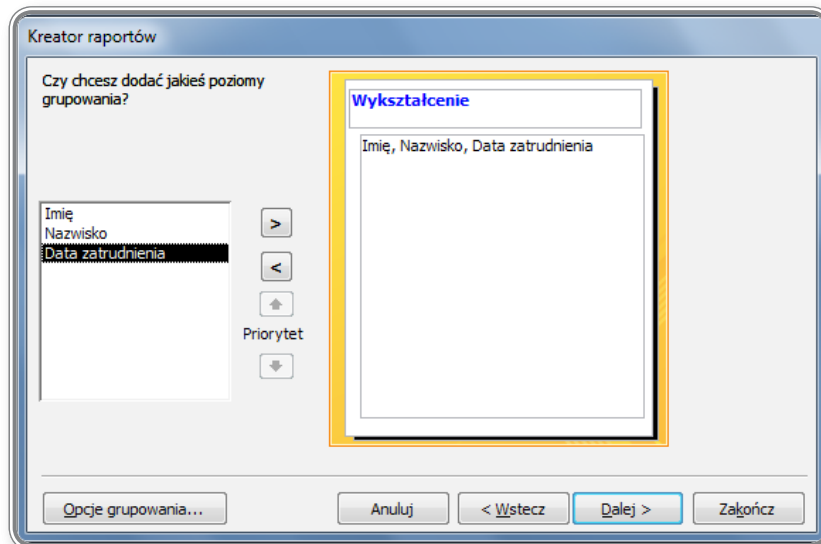 Kreator raportów
Czy chcesz dodać jakieś poziomy
grupowania?
Wykształcenie
Imię, Nazwisko, Data zatrudnienia
Imię
Nazwisko
Data zatrudnienia
>
<
Priorytet
Opcje grupowania...
Anuluj
< Wstecz
Dalej >
Zakończ